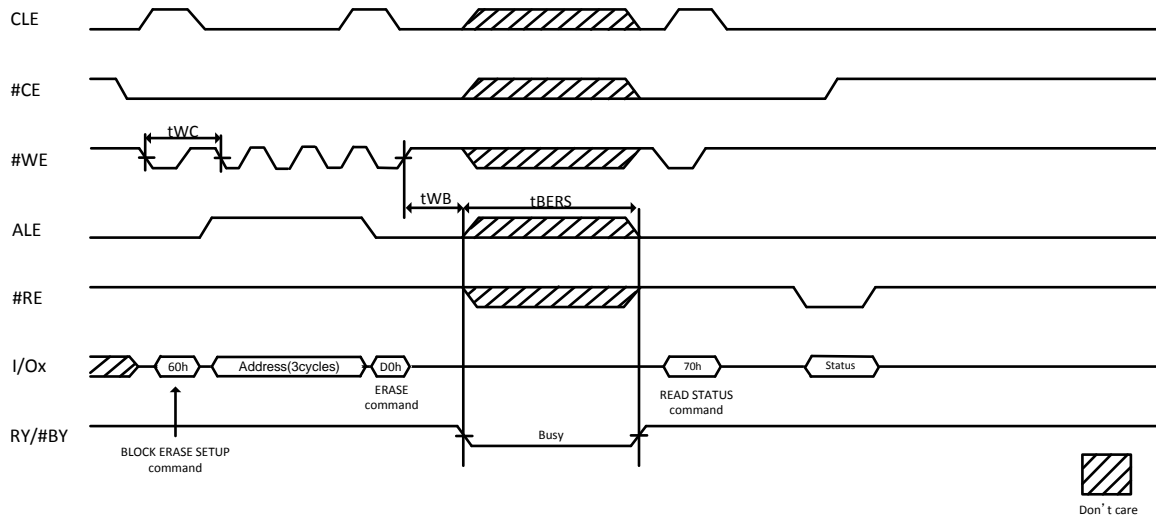 CLE
#CE
tWC
#WE
tWB
tBERS
ALE
#RE
I/Ox
60h
Address(3cycles)
D0h
70h
Status
ERASE
command
READ STATUS
command
RY/#BY
Busy
BLOCK ERASE SETUP
command
Don’t care